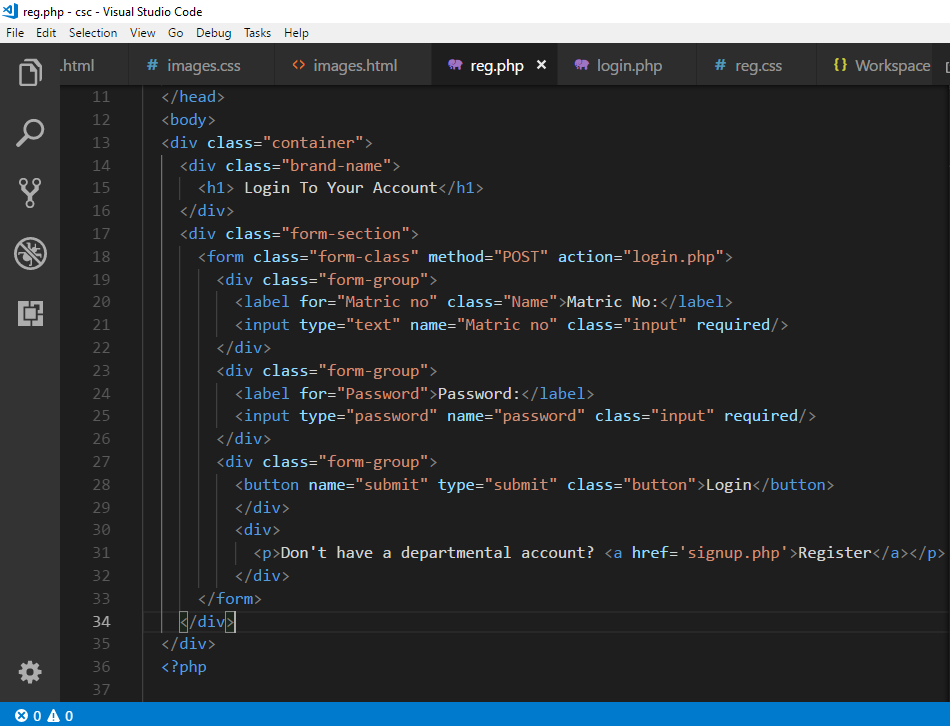 reg.php - csc - Visual Studio Code
File Edit Selection View Go Debug Tasks Help
.html # images.css <> images.html reg.php × login.php # reg.css {} Workspace
11 </head>
12 <body>
13 <div class="container">
14 <div class="brand-name">
15 <h1> Login To Your Account</h1>
16 </div>
17 <div class="form-section">
18 <form class="form-class" method="POST" action="login.php">
19 <div class="form-group">
20 <label for="Matric no" class="Name">Matric No:</label>
21 <input type="text" name="Matric no" class="input" required/>
22 </div>
23 <div class="form-group">
24 <label for="Password">Password:</label>
25 <input type="password" name="password" class="input" required/>
26 </div>
27 <div class="form-group">
28 <button name="submit" type="submit" class="button">Login</button>
29 </div>
30 <div>
31 <p>Don't have a departmental account? <a href='signup.php'>Register</a></p>
32 </div>
33 </form>
34 </div>
35 </div>
36 <?php
37
0 0